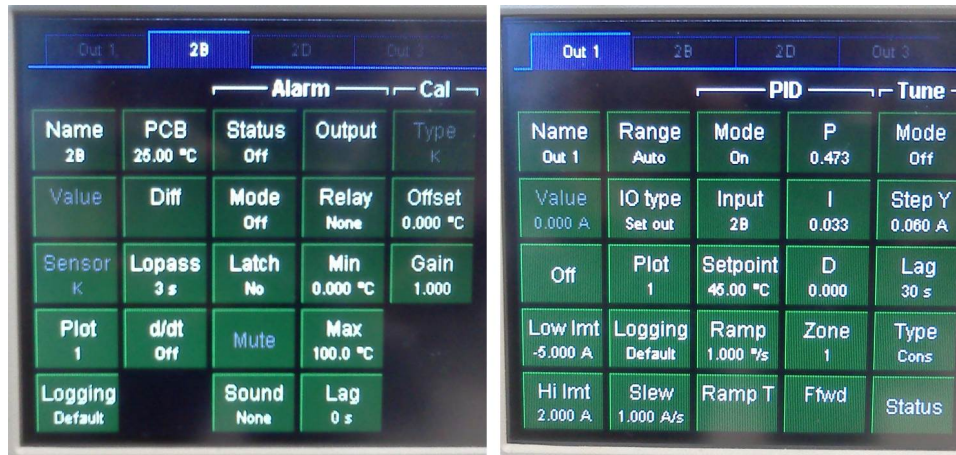 Out 1 2B 2D Out 3
Alarm Cal
Name PCB Status Output Type
2B 25.00 °C Off K
Value Diff Mode Relay Offset
Off None 0.000 °C
Sensor Lopass Latch Min Gain
K 3 s No 0.000 °C 1.000
Plot d/dt Mute Max
1 Off 100.0 °C
Logging Sound Lag
Default None 0 s
Out 1 2B 2D Out 3
PID Tune
Name Range Mode P Mode
Out 1 Auto On 0.473 Off
Value IO type Input I Step Y
0.000 A Set out 2B 0.033 0.060 A
Off Plot Setpoint D Lag
1 45.00 °C 0.000 30 s
Low lmt Logging Ramp Zone Type
-5.000 A Default 1.000 °/s 1 Cons
Hi lmt Slew Ramp T Ffwd Status
2.000 A 1.000 A/s